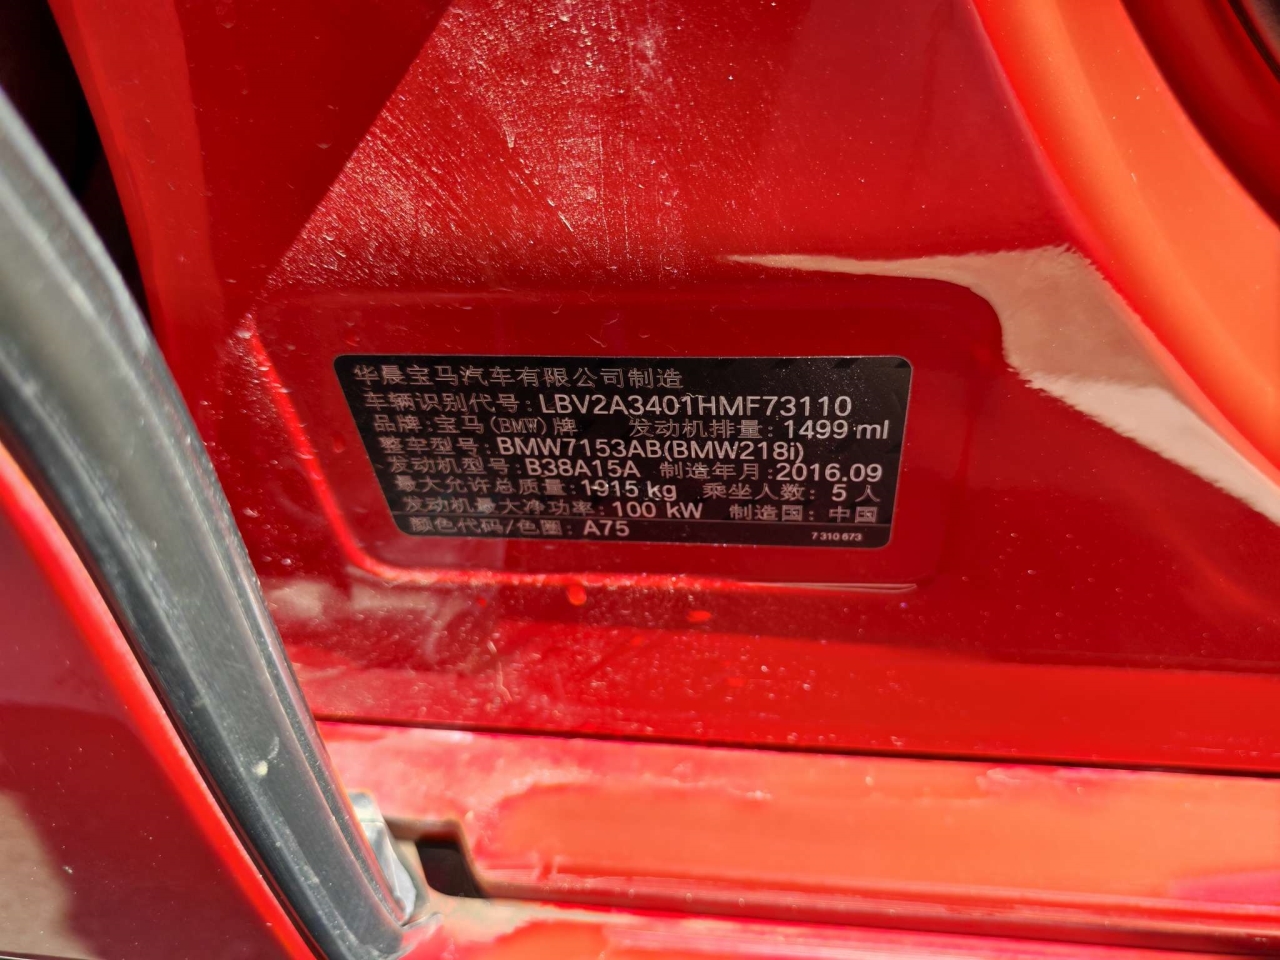 华晨宝马汽车有限公司制造
车辆识别代号: LBV2A3401HMF73110
品牌: 宝马(BMW)牌 发动机排量: 1499 ml
整车型号: BMW7153AB(BMW218i)
发动机型号: B38A15A 制造年月: 2016.09
最大允许总质量: 1915 kg 乘坐人数: 5 人
发动机最大净功率: 100 kW 制造国: 中国
颜色代码/色圈: A75 7 310 673